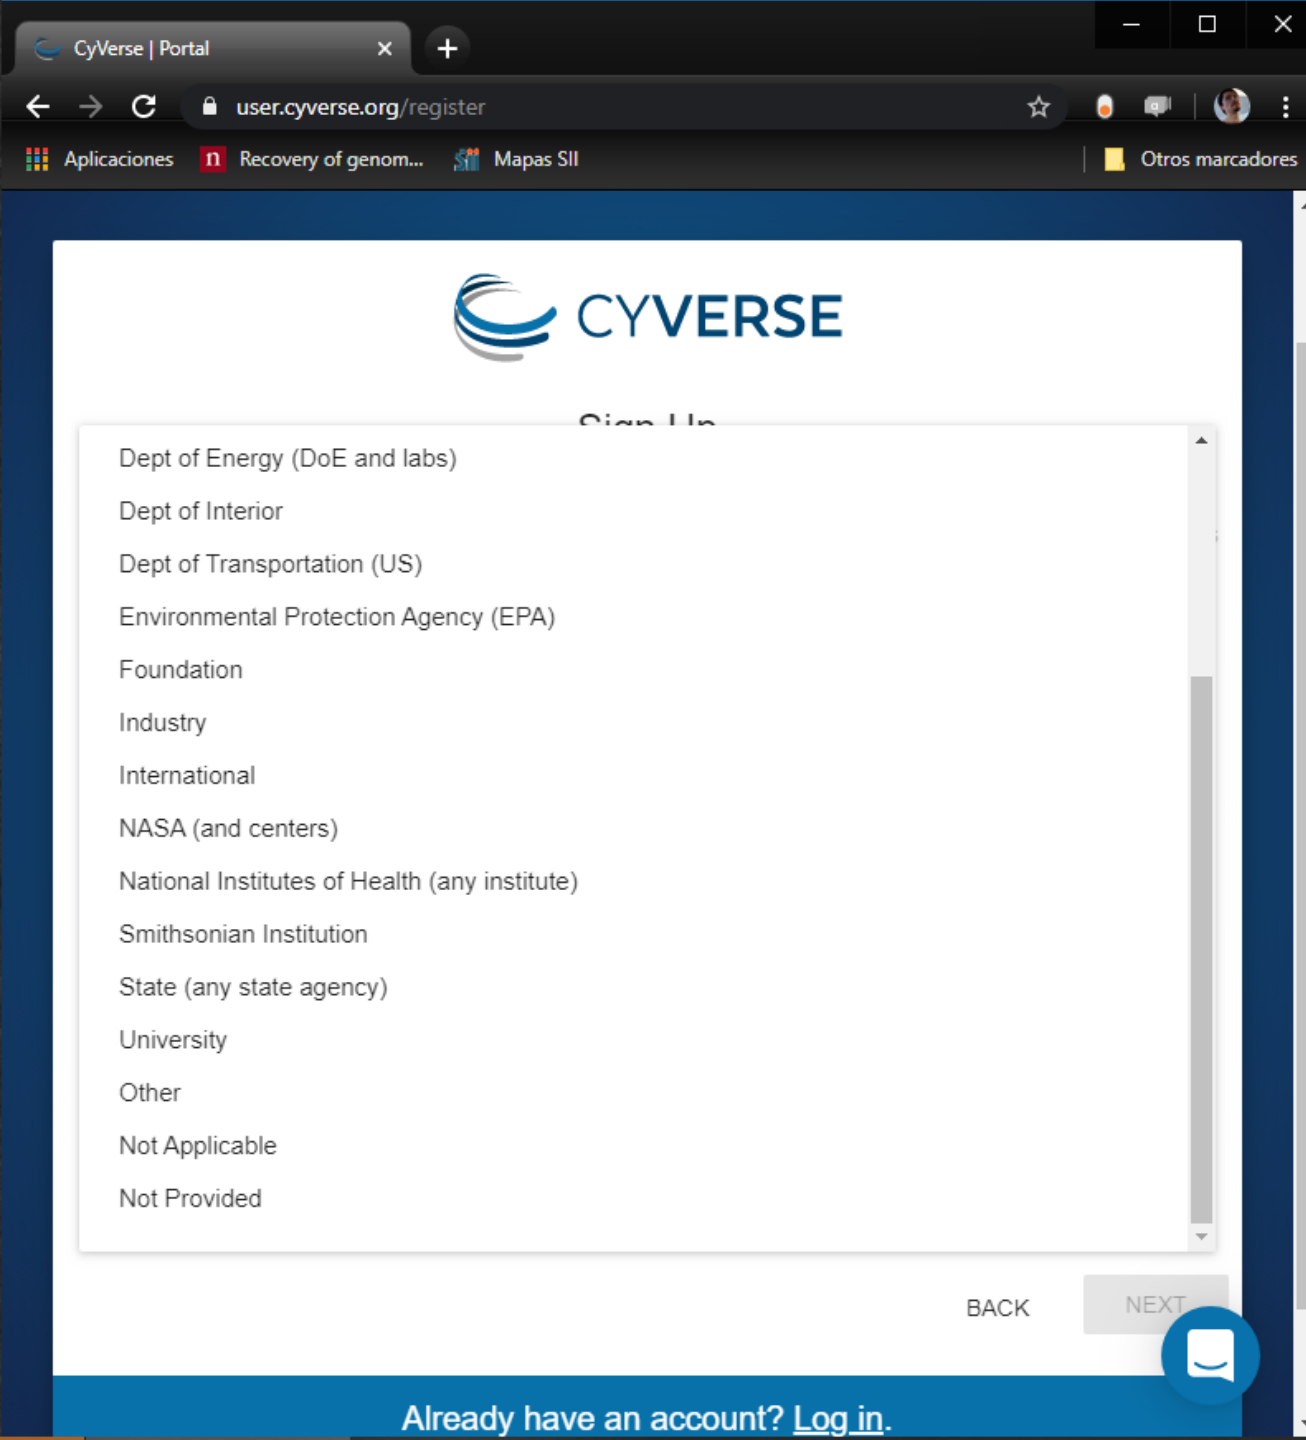 CyVerse | Portal
user.cyverse.org/register
Aplicaciones
n Recovery of genom...
SII Mapas SII
Otros marcadores
CYVERSE
Sign Up
Dept of Energy (DoE and labs)
Dept of Interior
Dept of Transportation (US)
Environmental Protection Agency (EPA)
Foundation
Industry
International
NASA (and centers)
National Institutes of Health (any institute)
Smithsonian Institution
State (any state agency)
University
Other
Not Applicable
Not Provided
BACK
NEXT
Already have an account? Log in.